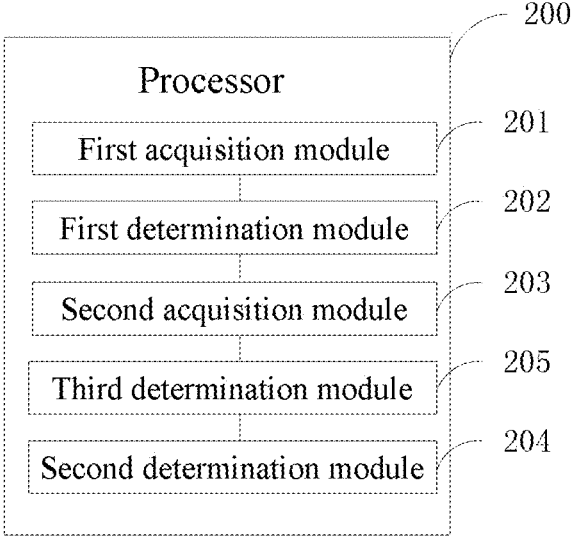 200
Processor
First acquisition module 201
First determination module 202
Second acquisition module 203
Third determination module 205
Second determination module 204